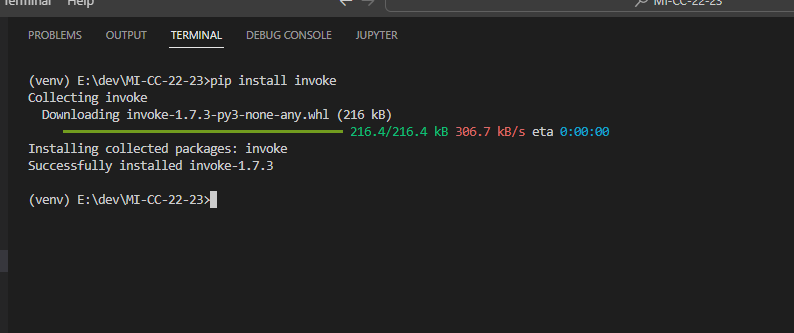 Terminal Help MI-CC-22-23
PROBLEMS OUTPUT TERMINAL DEBUG CONSOLE JUPYTER
(venv) E:\dev\MI-CC-22-23>pip install invoke
Collecting invoke
Downloading invoke-1.7.3-py3-none-any.whl (216 kB)
216.4/216.4 kB 306.7 kB/s eta 0:00:00
Installing collected packages: invoke
Successfully installed invoke-1.7.3
(venv) E:\dev\MI-CC-22-23>